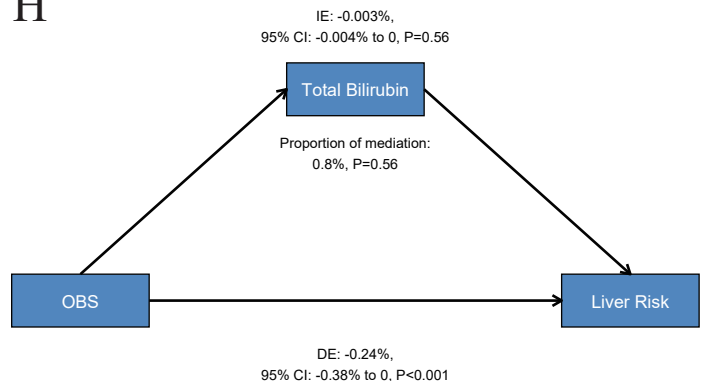 H
IE: -0.003%,
95% CI: -0.004% to 0, P=0.56
Total Bilirubin
Proportion of mediation:
0.8%, P=0.56
OBS
Liver Risk
DE: -0.24%,
95% CI: -0.38% to 0, P<0.001